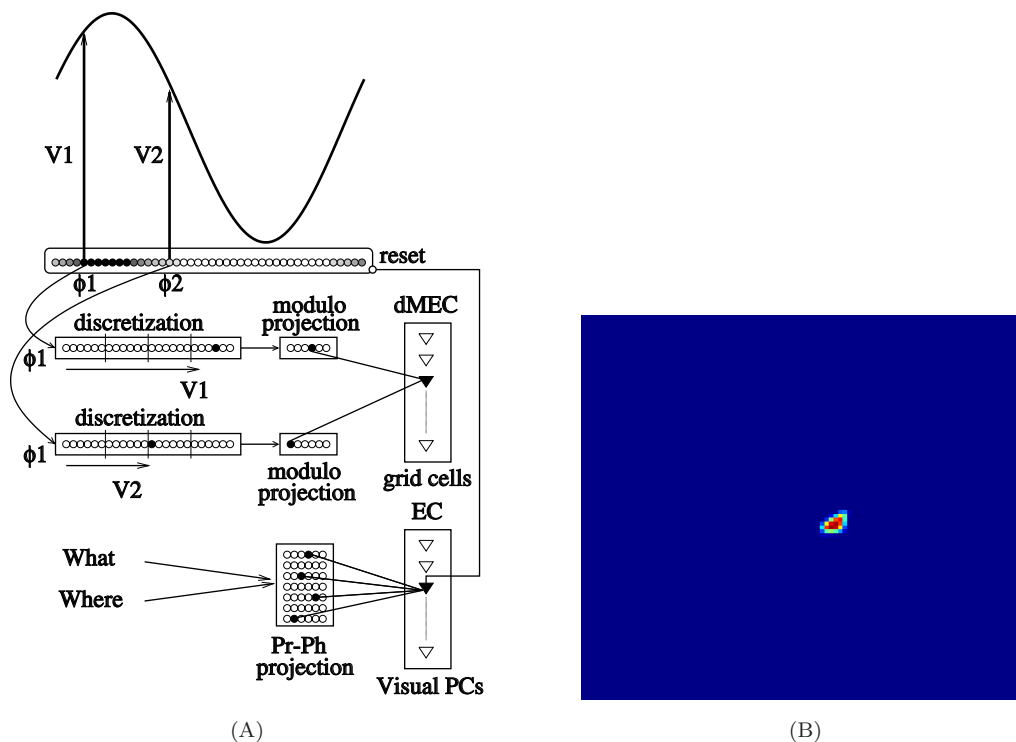 V1
V2
reset
ϕ1
ϕ2
discretization
modulo
projection
dMEC
ϕ1
V1
discretization
ϕ1
V2
modulo
projection
grid cells
EC
What
Where
Pr-Ph
projection
Visual PCs
(A)
(B)